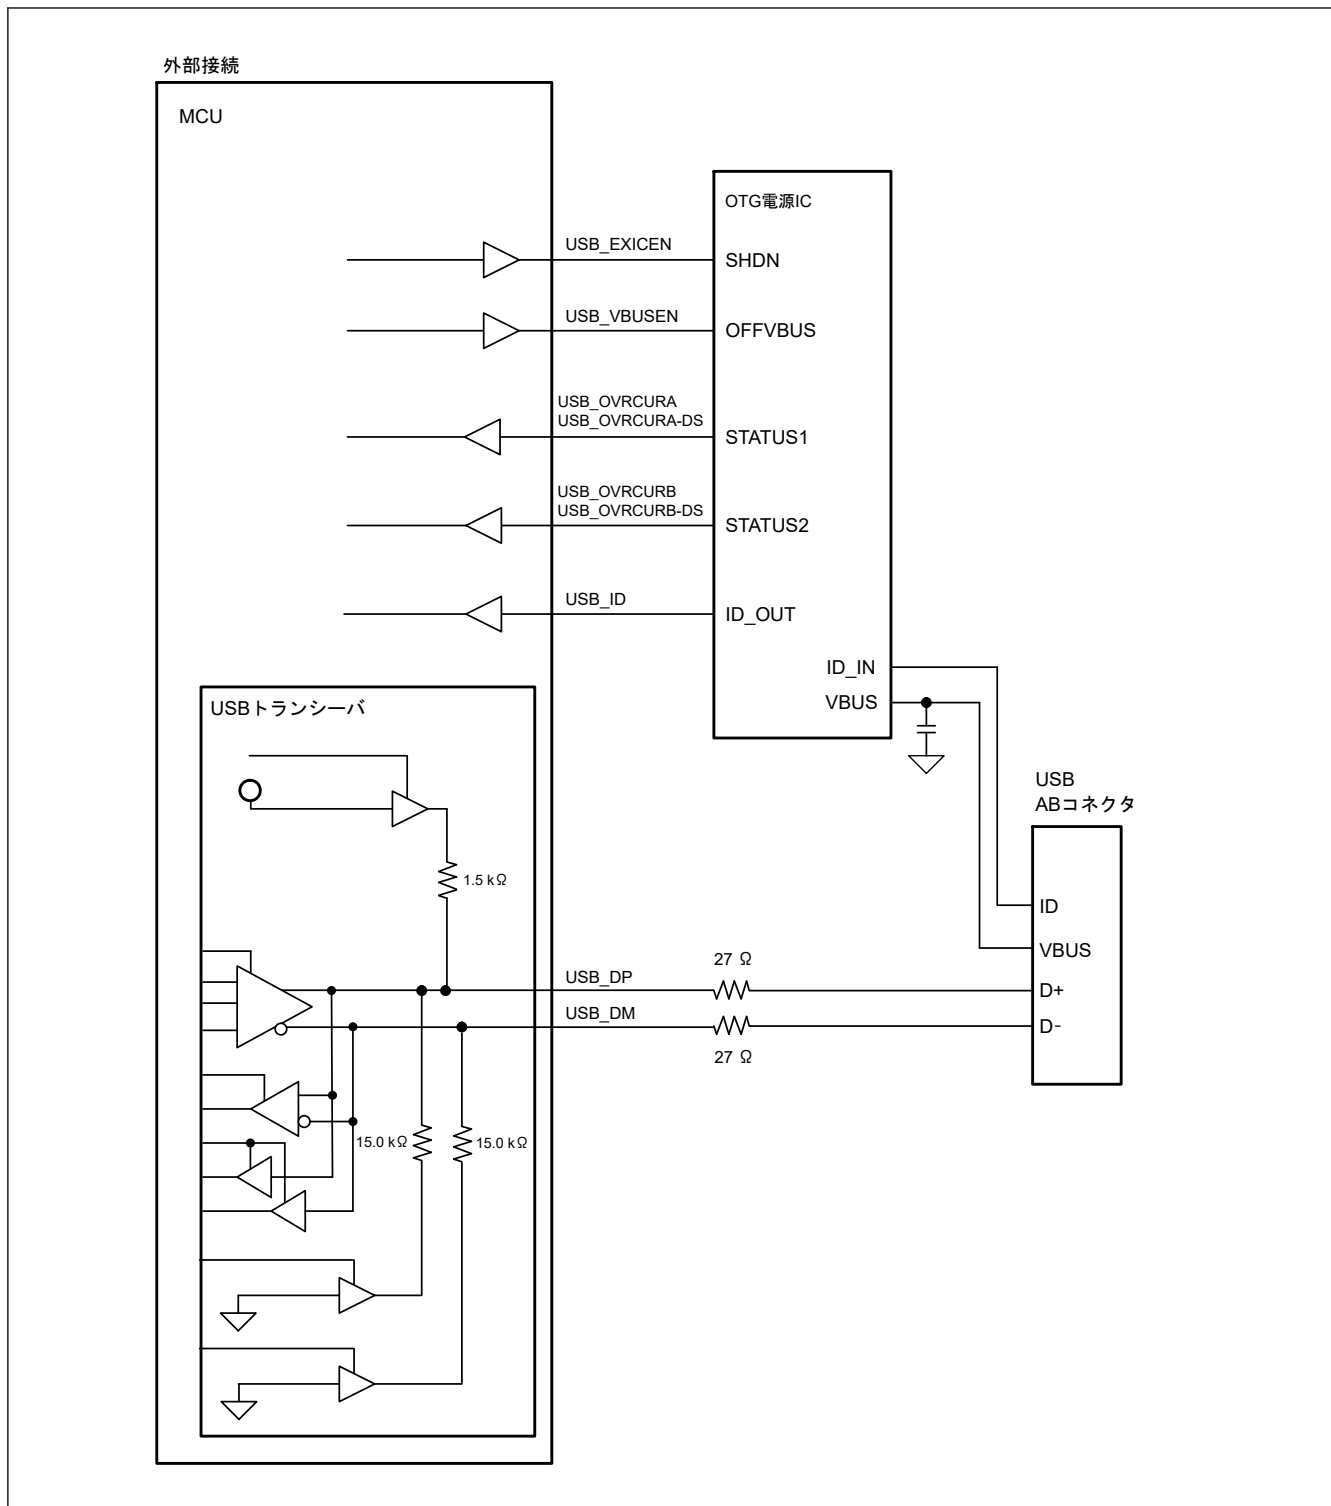 外部接続
MCU
OTG電源IC
USB_EXICEN
SHDN
USB_VBUSEN
OFFVBUS
USB_OVRCURA
USB_OVRCURA-DS
STATUS1
USB_OVRCURB
USB_OVRCURB-DS
STATUS2
USB_ID
ID_OUT
ID_IN
VBUS
USBトランシーバ
USB
ABコネクタ
1.5 kΩ
ID
VBUS
27 Ω
USB_DP
D+
USB_DM
D-
27 Ω
15.0 kΩ
15.0 kΩ